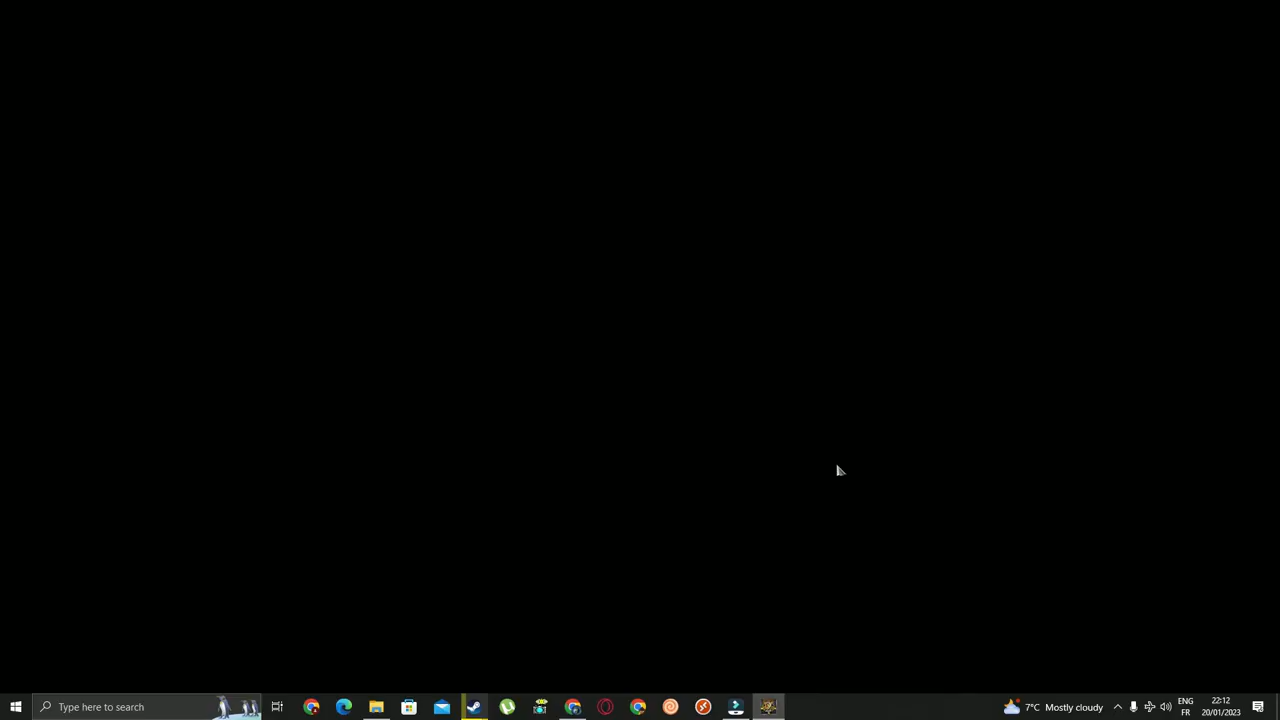 Type here to search
7°C Mostly cloudy
ENG
FR
22:12
20/01/2023